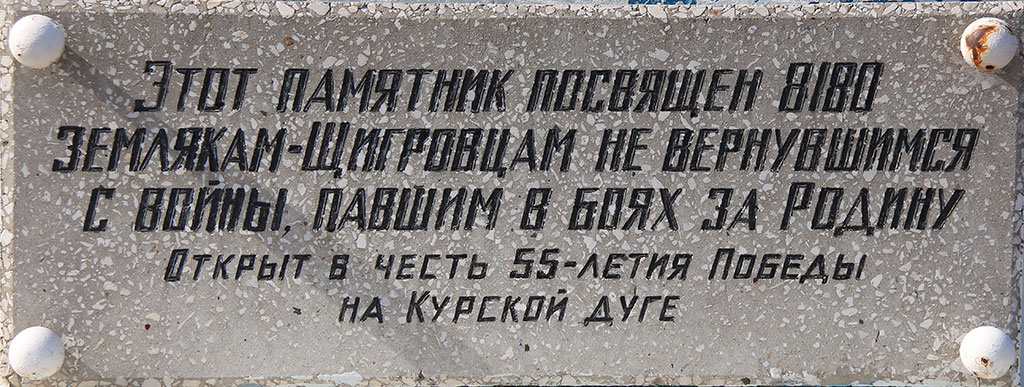 Этот памятник посвящен 8180
Землякам-Щигровцам не вернувшимся
с войны, павшим в боях за Родину
Открыт в честь 55-летия Победы
на Курской дуге